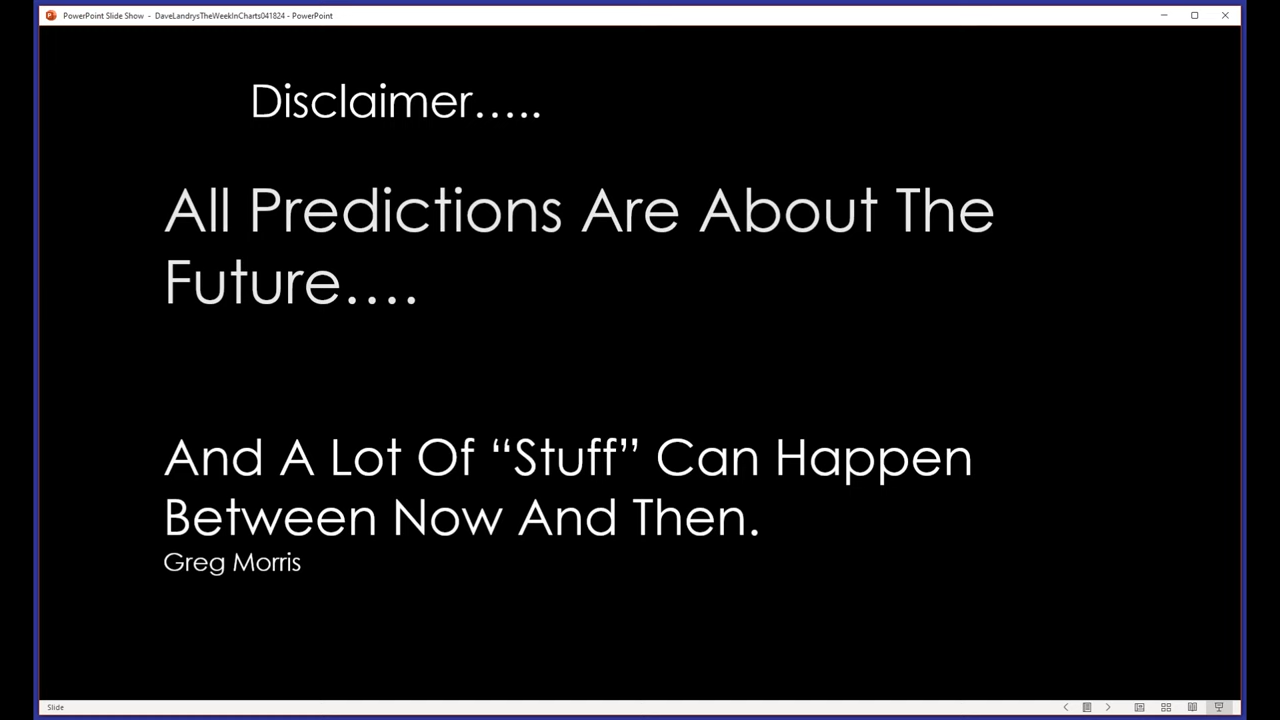 PowerPoint Slide Show - DaveLandrysTheWeekInCharts041824 - PowerPoint
Disclaimer…..
All Predictions Are About The
Future….
And A Lot Of “Stuff” Can Happen
Between Now And Then.
Greg Morris
Slide